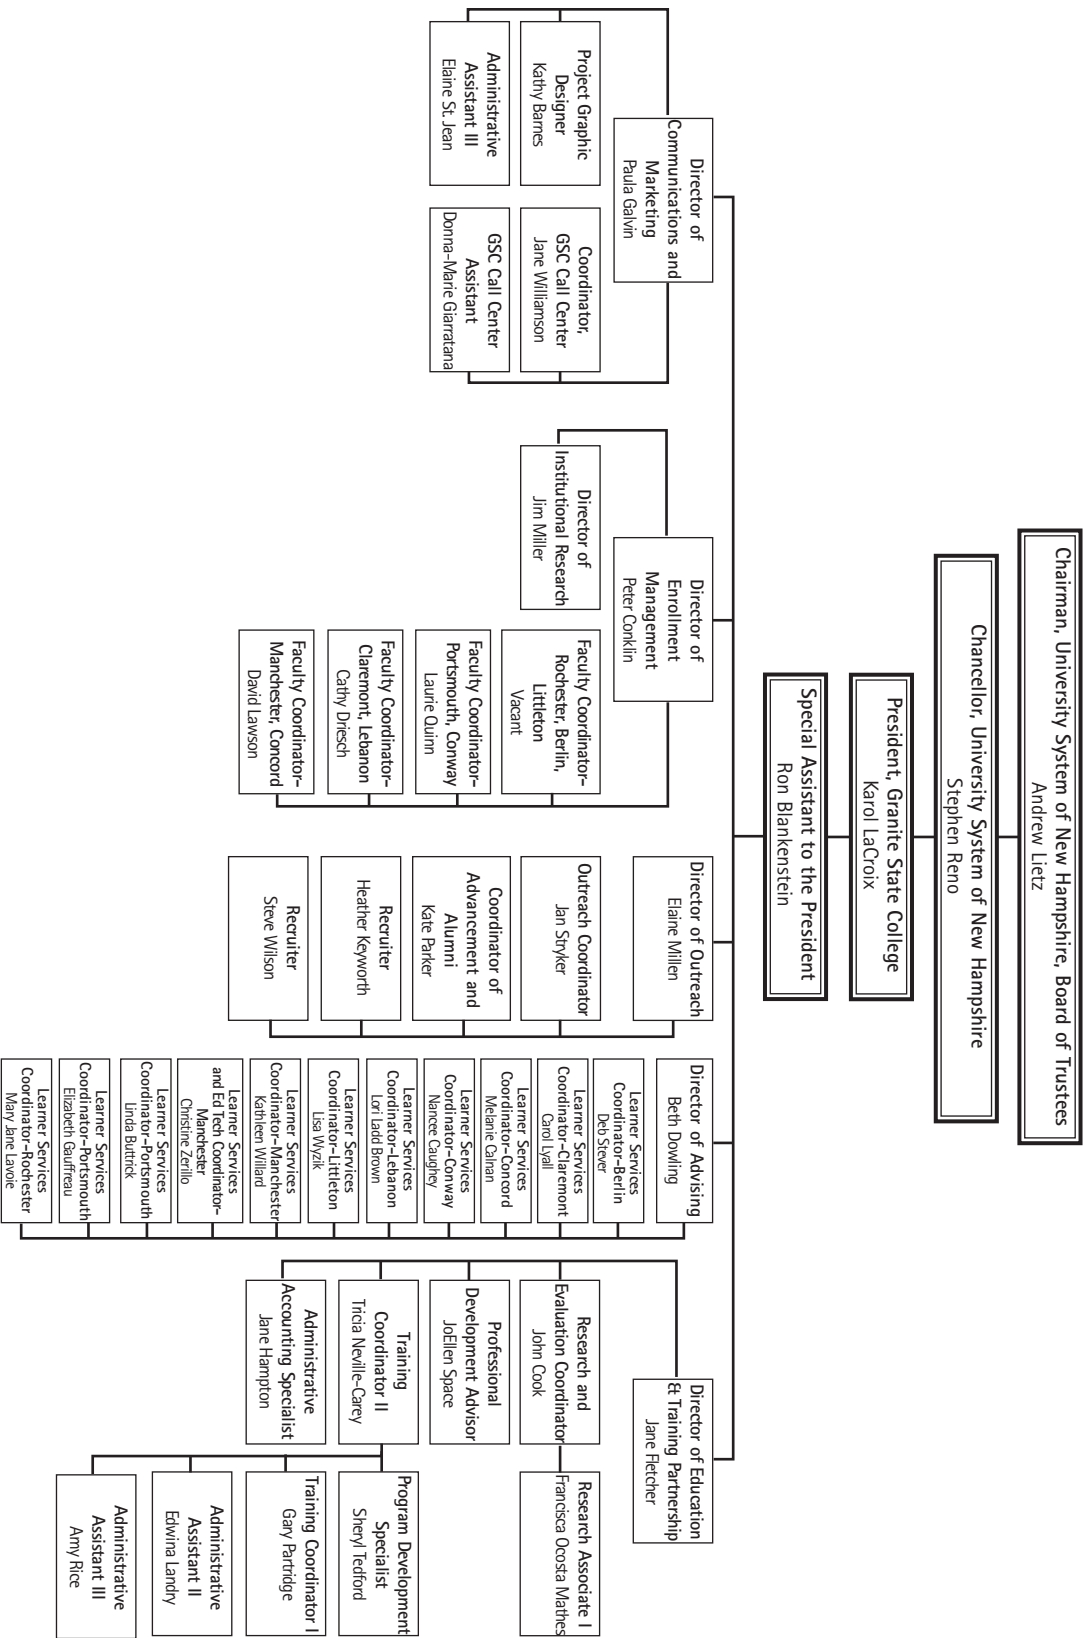 Chairman, University System of New Hampshire, Board of Trustees
Andrew Lietz
Chancellor, University System of New Hampshire
Stephen Reno
President, Granite State College
Karol LaCroix
Special Assistant to the President
Ron Blankenstein
Director of
Communications and
Marketing
Paula Galvin
Project Graphic
Designer
Kathy Barnes
Administrative
Assistant III
Elaine St. Jean
Coordinator,
GSC Call Center
Jane Williamson
GSC Call Center
Assistant
Donna-Marie Giarratana
Director of
Enrollment
Management
Peter Conklin
Director of
Institutional Research
Jim Miller
Faculty Coordinator–
Rochester, Berlin,
Littleton
Vacant
Faculty Coordinator–
Portsmouth, Conway
Laurie Quinn
Faculty Coordinator–
Claremont, Lebanon
Cathy Driesch
Faculty Coordinator–
Manchester, Concord
David Lawson
Director of Outreach
Elaine Millen
Outreach Coordinator
Jan Stryker
Coordinator of
Advancement and
Alumni
Kate Parker
Recruiter
Heather Keyworth
Recruiter
Steve Wilson
Director of Advising
Beth Dowling
Learner Services
Coordinator–Berlin
Deb Stever
Learner Services
Coordinator–Claremont
Carol Lyall
Learner Services
Coordinator–Concord
Melanie Calnan
Learner Services
Coordinator–Conway
Nancee Caughey
Learner Services
Coordinator–Lebanon
Lori Ladd Brown
Learner Services
Coordinator–Littleton
Lisa Wyzik
Learner Services
Coordinator–Manchester
Kathleen Willard
Learner Services
and Ed Tech Coordinator–
Manchester
Christine Zerillo
Learner Services
Coordinator–Portsmouth
Linda Buttrick
Learner Services
Coordinator–Portsmouth
Elizabeth Gauffreau
Learner Services
Coordinator–Rochester
Mary Jane Lavoie
Director of Education
& Training Partnership
Jane Fletcher
Research and
Evaluation Coordinator
John Cook
Professional
Development Advisor
JoEllen Space
Training
Coordinator II
Tricia Neville-Carey
Administrative
Accounting Specialist
Jane Hampton
Research Associate I
Francisca Ocosta Mathes
Program Development
Specialist
Sheryl Tedford
Training Coordinator I
Gary Partridge
Administrative
Assistant II
Edwina Landry
Administrative
Assistant III
Amy Rice